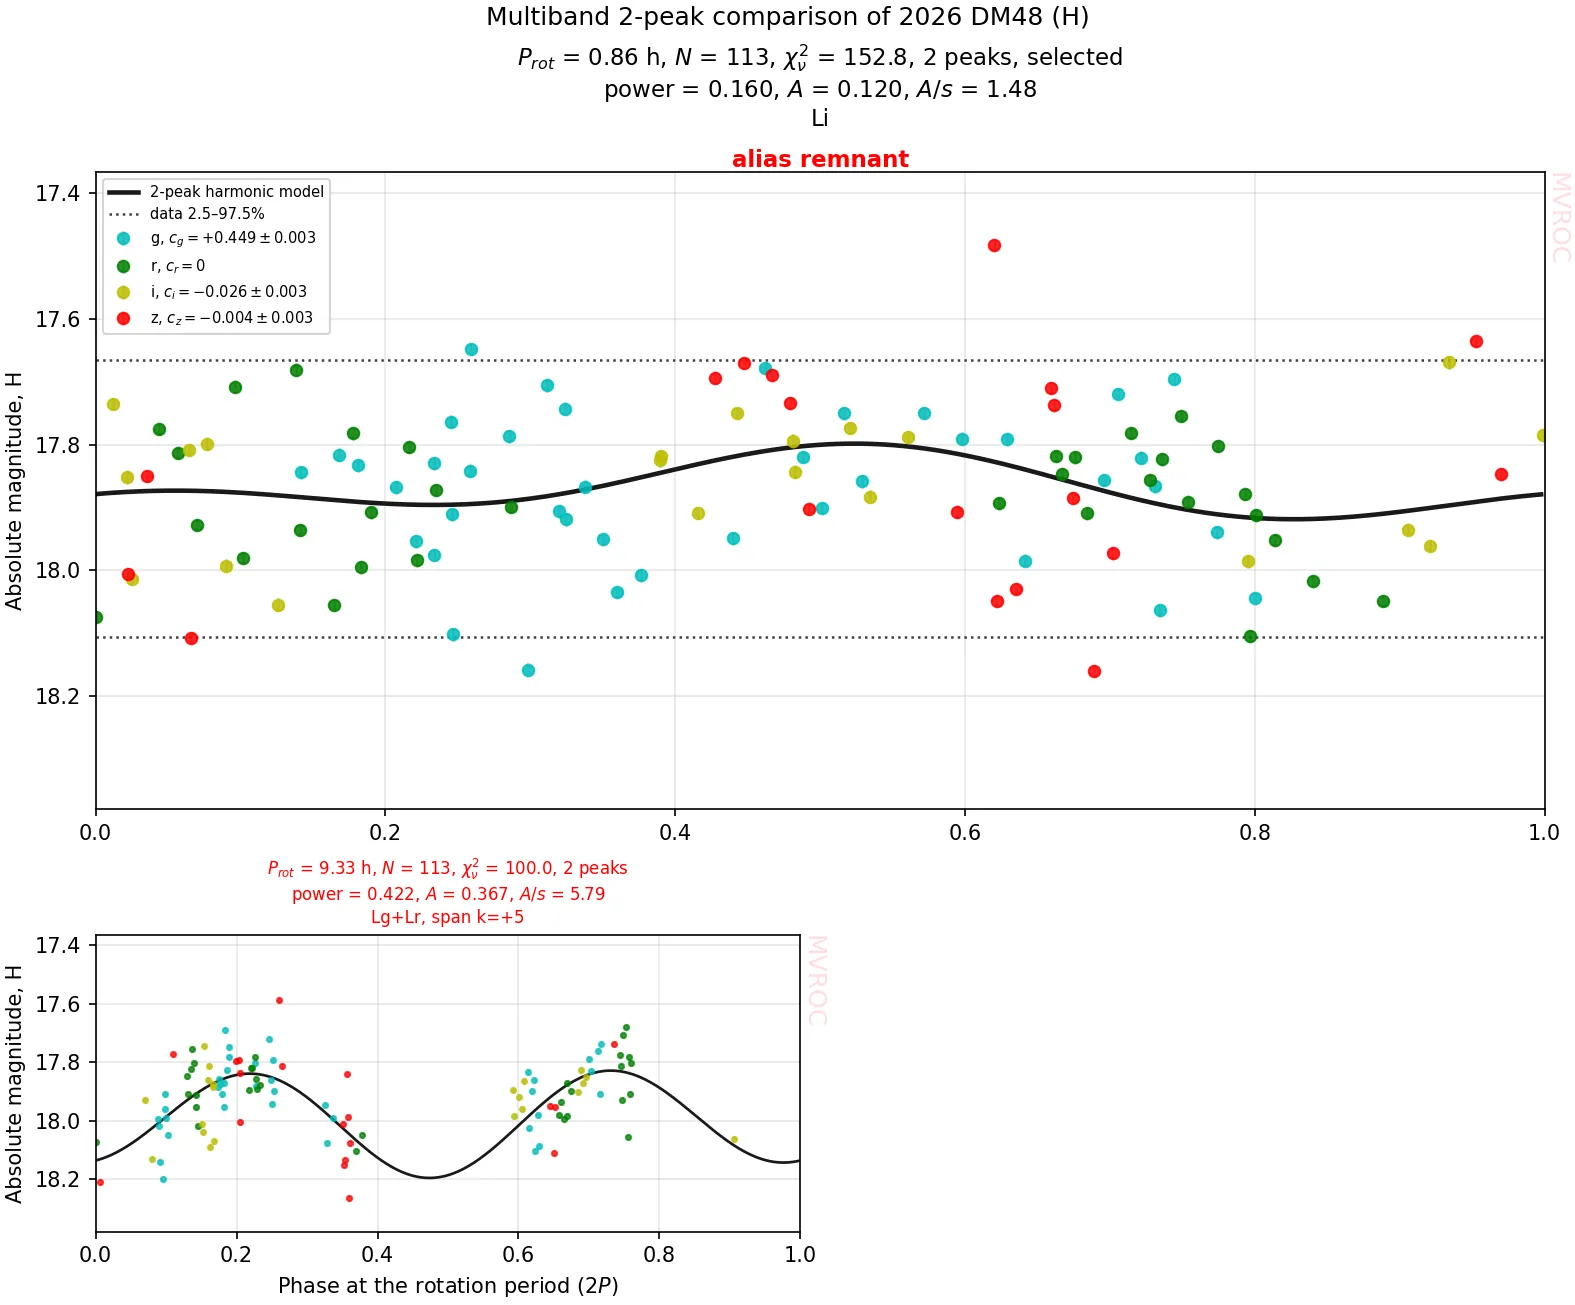 Multiband 2-peak comparison of 2026 DM48 (H)
P_rot = 0.86 h, N = 113, χ²_ν = 152.8, 2 peaks, selected
power = 0.160, A = 0.120, A/s = 1.48
Li
alias remnant
2-peak harmonic model
data 2.5–97.5%
g, c_g = +0.449 ± 0.003
r, c_r = 0
i, c_i = −0.026 ± 0.003
z, c_z = −0.004 ± 0.003
MVROC
Absolute magnitude, H
17.4
17.6
17.8
18.0
18.2
0.0 0.2 0.4 0.6 0.8 1.0
P_rot = 9.33 h, N = 113, χ²_ν = 100.0, 2 peaks
power = 0.422, A = 0.367, A/s = 5.79
Lg+Lr, span k=+5
MVROC
Absolute magnitude, H
17.4
17.6
17.8
18.0
18.2
0.0 0.2 0.4 0.6 0.8 1.0
Phase at the rotation period (2P)